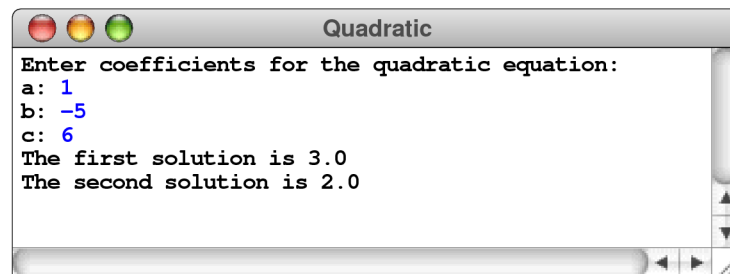 Quadratic
Enter coefficients for the quadratic equation:
a: 1
b: -5
c: 6
The first solution is 3.0
The second solution is 2.0